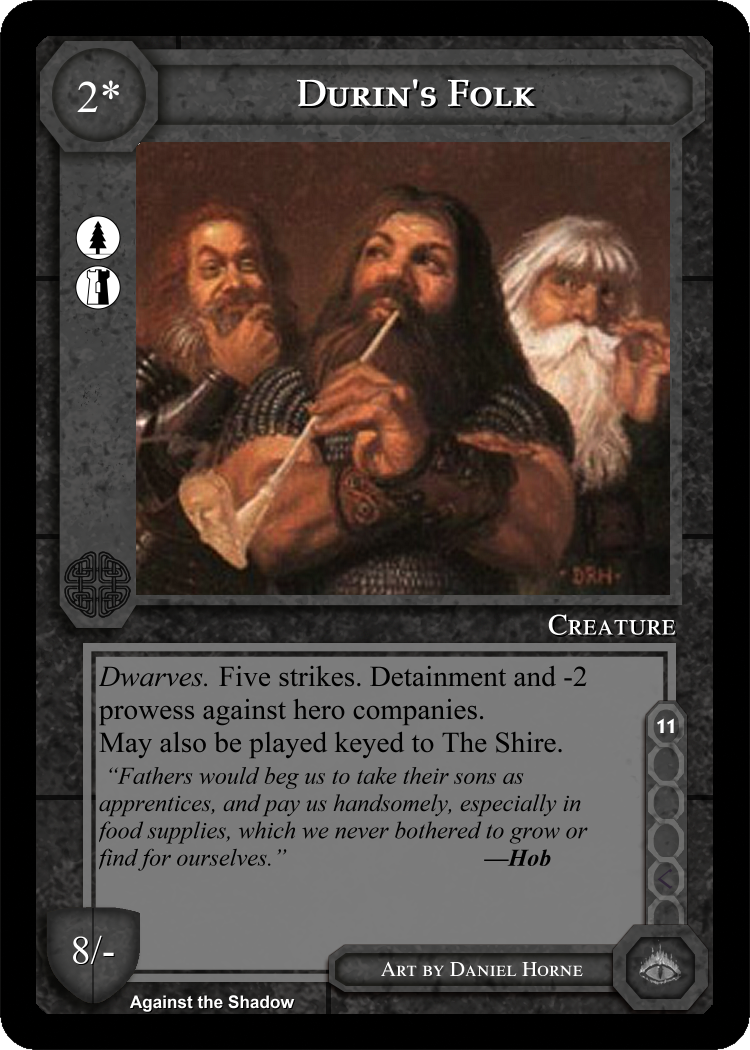 2*
Durin's Folk
·DRH·
Creature
Dwarves. Five strikes. Detainment and -2
prowess against hero companies.
May also be played keyed to The Shire.
“Fathers would beg us to take their sons as
apprentices, and pay us handsomely, especially in
food supplies, which we never bothered to grow or
find for ourselves.” —Hob
11
8/-
Art by Daniel Horne
Against the Shadow